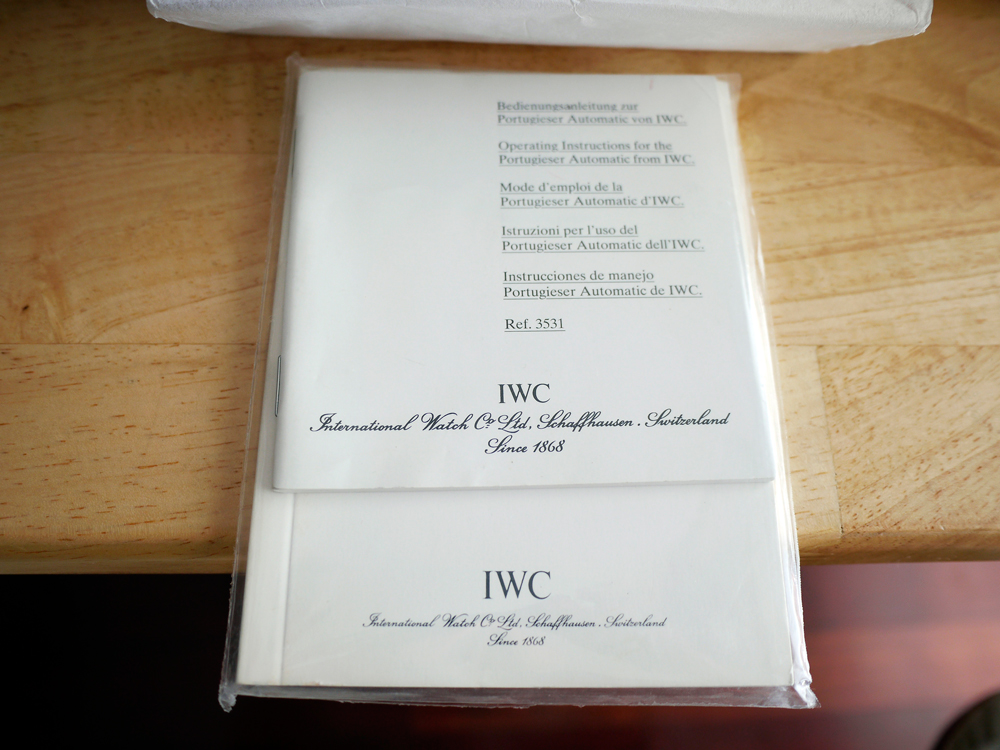 Bedienungsanleitung zur
Portugieser Automatic von IWC.
Operating Instructions for the
Portugieser Automatic from IWC.
Mode d'emploi de la
Portugieser Automatic d'IWC.
Istruzioni per l'uso del
Portugieser Automatic dell'IWC.
Instrucciones de manejo
Portugieser Automatic de IWC.
Ref. 3531
IWC
International Watch Co. Ltd, Schaffhausen . Switzerland
Since 1868
IWC
International Watch Co. Ltd, Schaffhausen . Switzerland
Since 1868